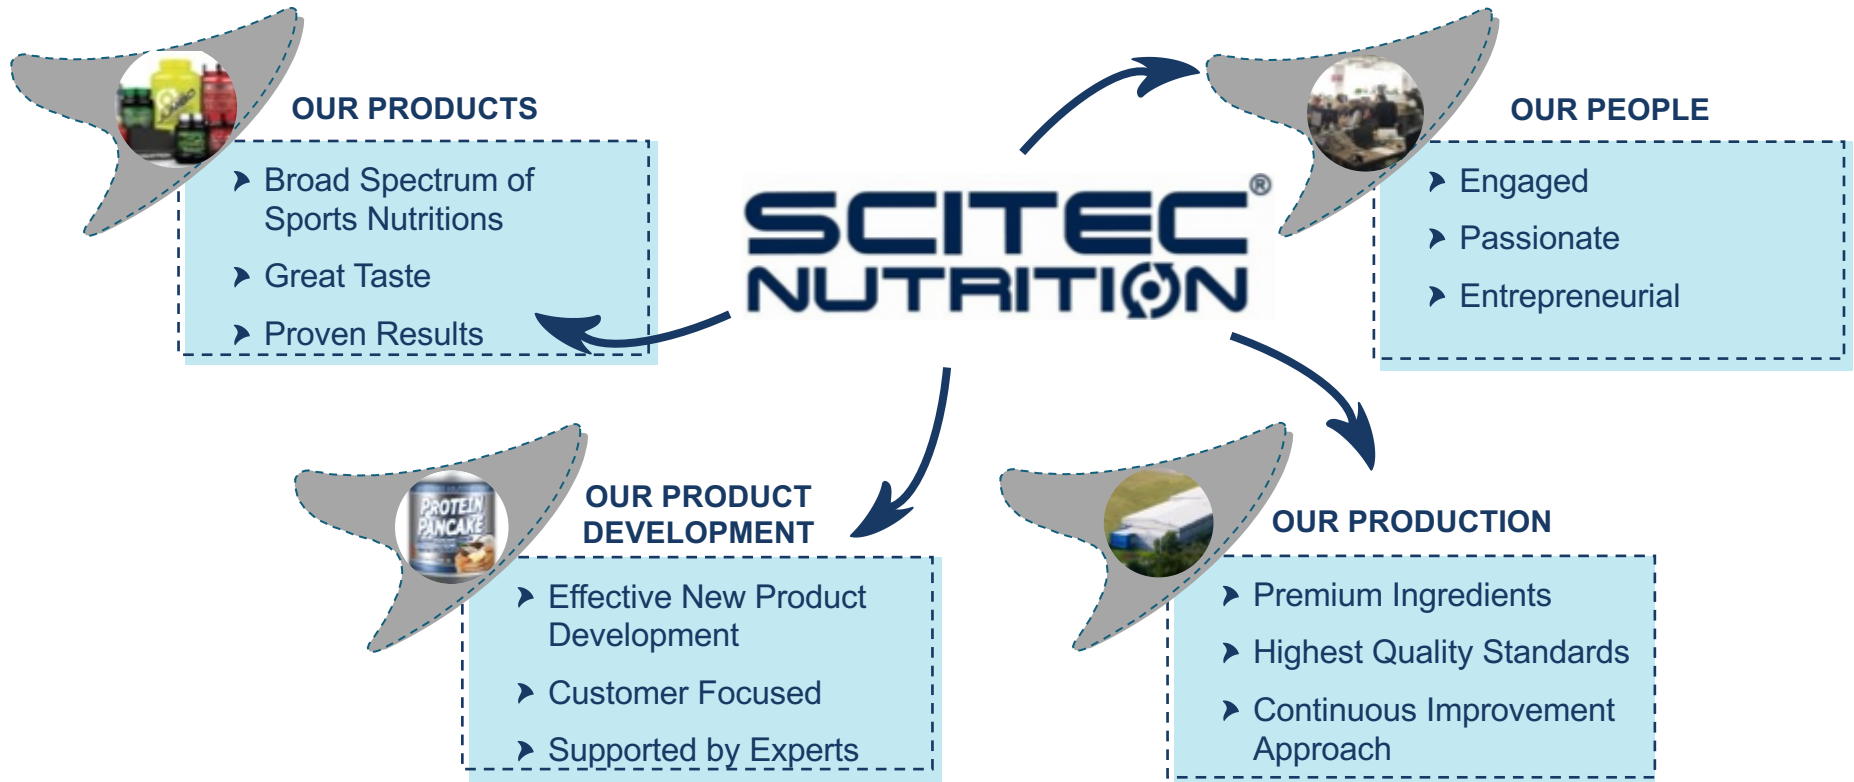 OUR PRODUCTS
Broad Spectrum of
Sports Nutritions
Great Taste
Proven Results
SCITEC®
NUTRITION
OUR PEOPLE
Engaged
Passionate
Entrepreneurial
PROTEIN
PANCAKE
OUR PRODUCT
DEVELOPMENT
Effective New Product
Development
Customer Focused
Supported by Experts
OUR PRODUCTION
Premium Ingredients
Highest Quality Standards
Continuous Improvement
Approach